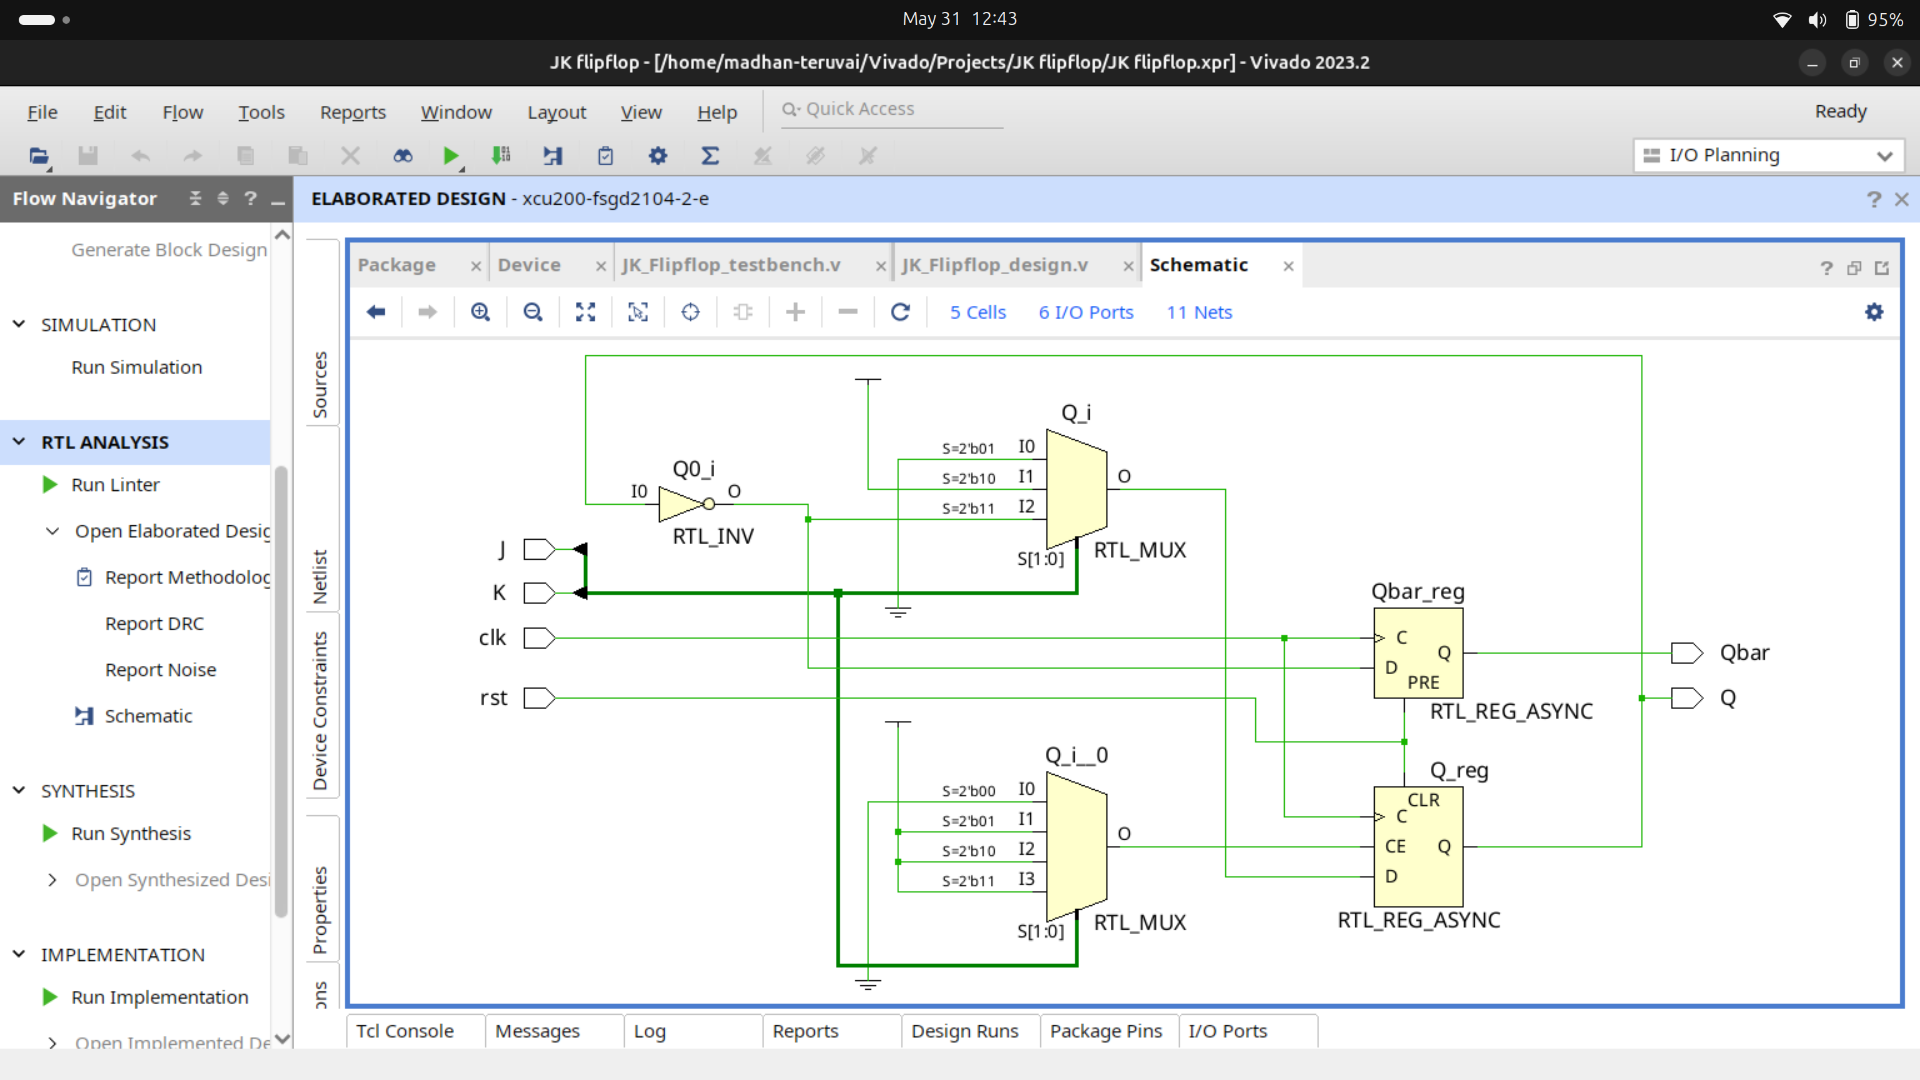 May 31 12:43
95%
JK flipflop - [/home/madhan-teruvai/Vivado/Projects/JK flipflop/JK flipflop.xpr] - Vivado 2023.2
File Edit Flow Tools Reports Window Layout View Help Quick Access Ready
I/O Planning
Flow Navigator
ELABORATED DESIGN - xcu200-fsgd2104-2-e
Generate Block Design
SIMULATION
Run Simulation
RTL ANALYSIS
Run Linter
Open Elaborated Desig
Report Methodolog
Report DRC
Report Noise
Schematic
SYNTHESIS
Run Synthesis
Open Synthesized Desi
IMPLEMENTATION
Run Implementation
Open Implemented De
Sources
Netlist
Device Constraints
Properties
ons
Package Device JK_Flipflop_testbench.v JK_Flipflop_design.v Schematic
5 Cells 6 I/O Ports 11 Nets
Q_i
S=2'b01 I0
S=2'b10 I1 O
S=2'b11 I2
S[1:0] RTL_MUX
Q0_i
I0 O
RTL_INV
J
K
clk
rst
Qbar_reg
C
Q
D
PRE
RTL_REG_ASYNC
Qbar
Q
Q_i__0
S=2'b00 I0
S=2'b01 I1
O
S=2'b10 I2
S=2'b11 I3
S[1:0] RTL_MUX
Q_reg
CLR
C
CE Q
D
RTL_REG_ASYNC
Tcl Console Messages Log Reports Design Runs Package Pins I/O Ports